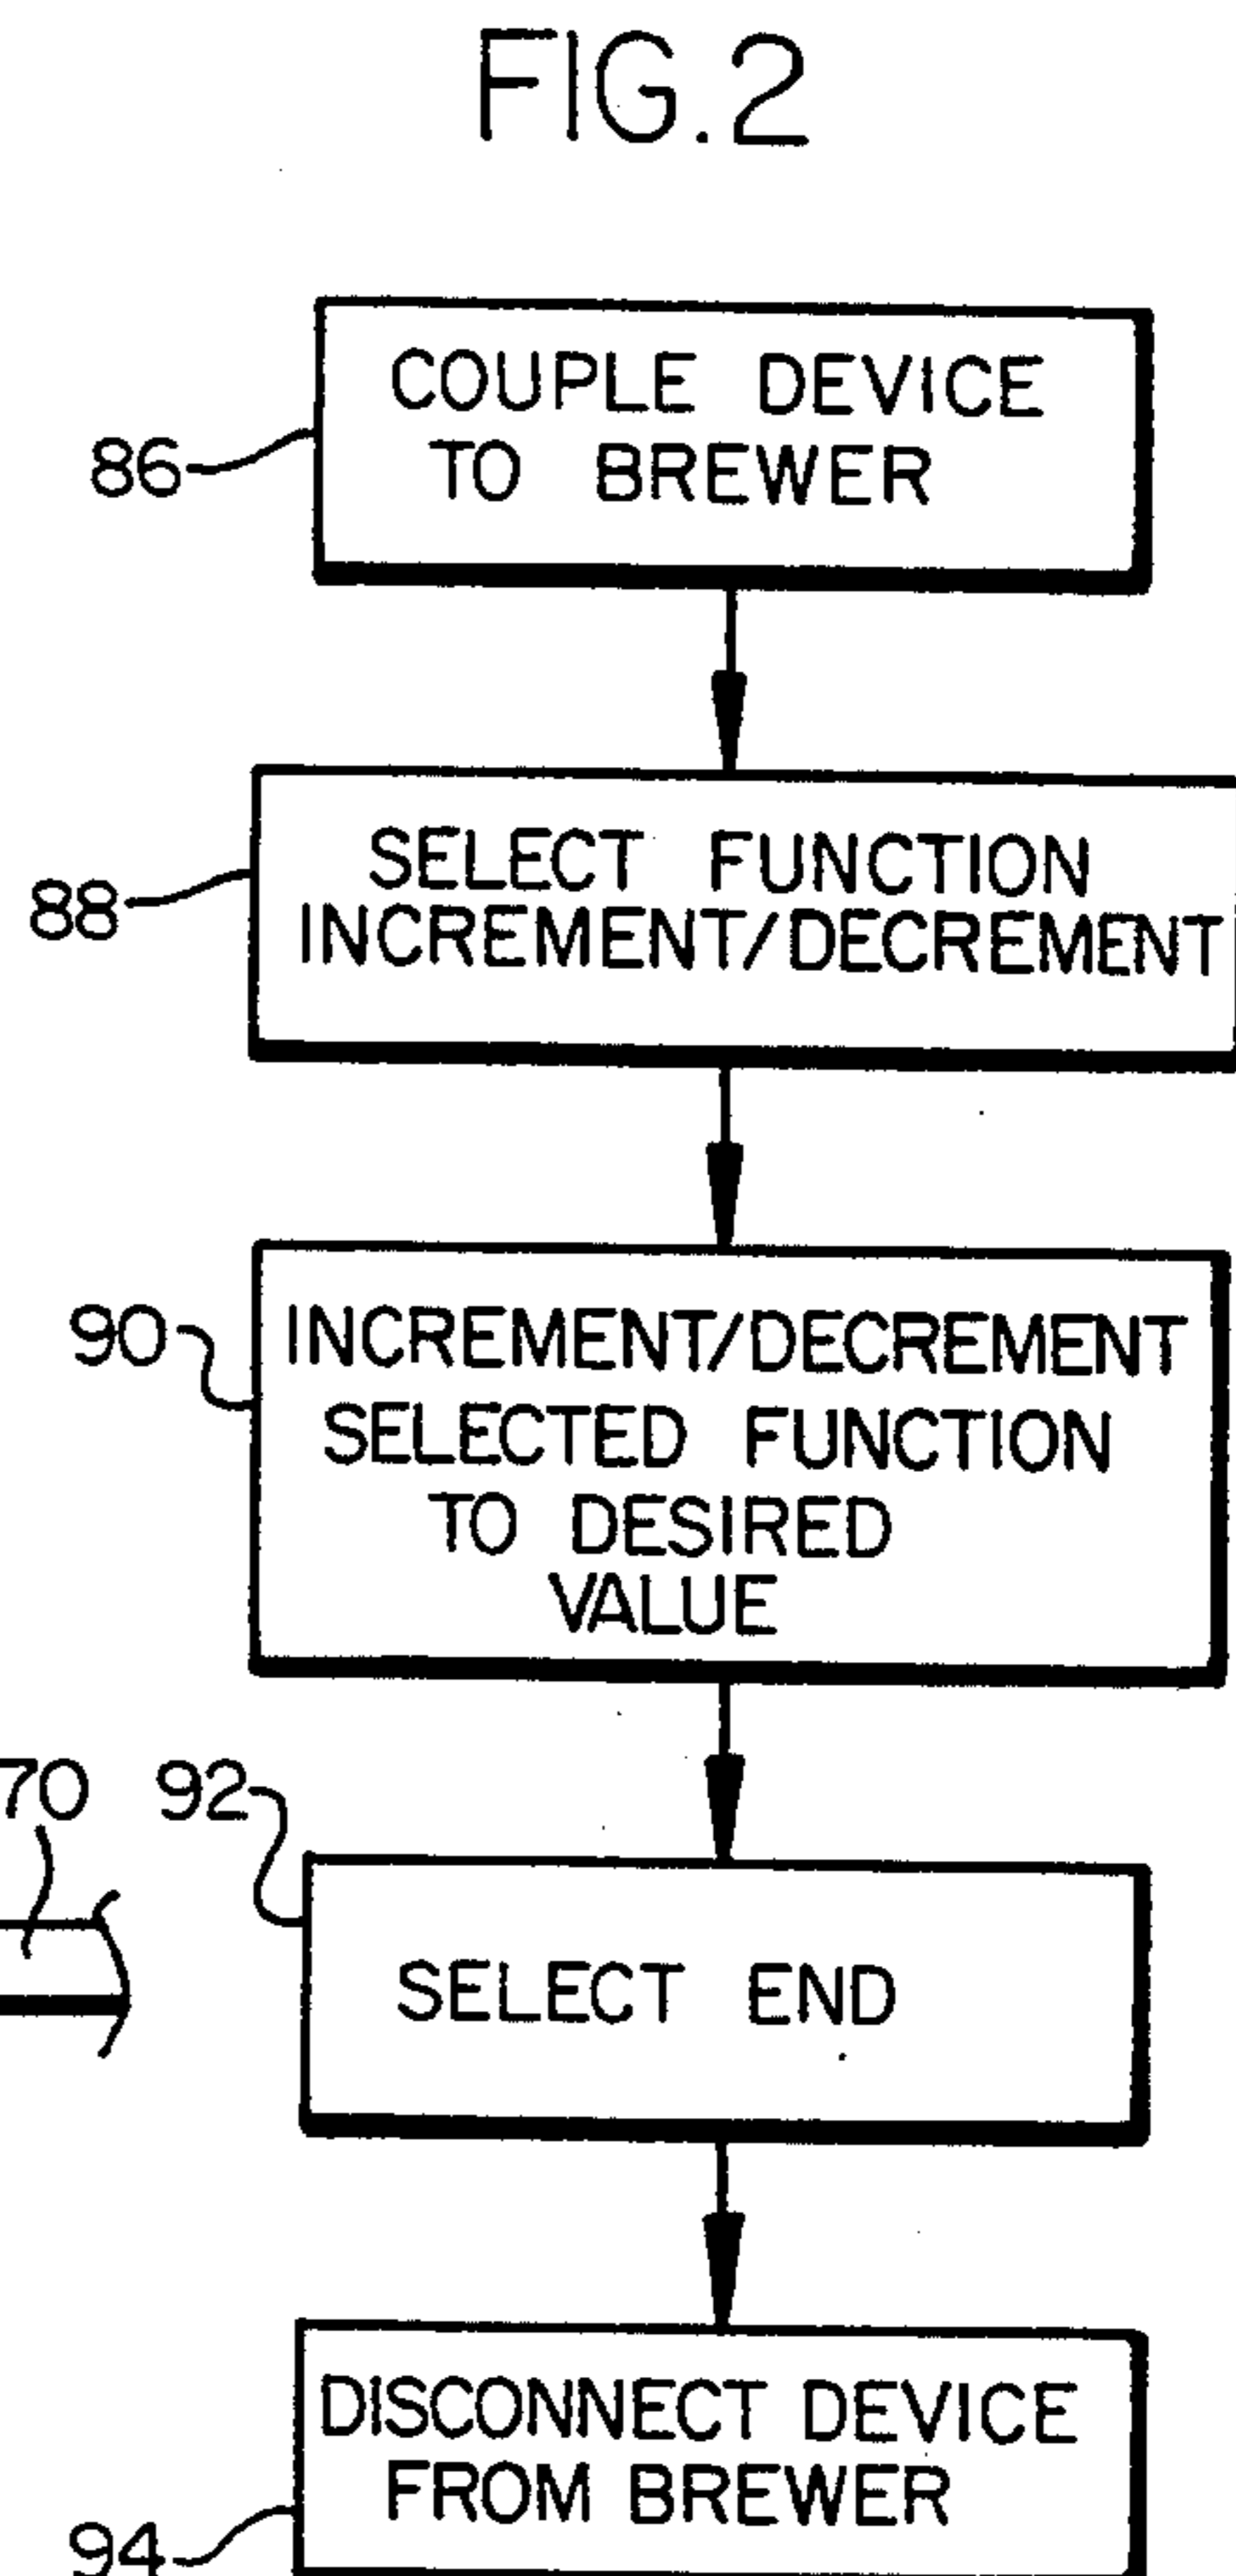 FIG.2
COUPLE DEVICE
TO BREWER
86
SELECT FUNCTION
INCREMENT/DECREMENT
88
INCREMENT/DECREMENT
SELECTED FUNCTION
TO DESIRED
VALUE
90
70
92
SELECT END
DISCONNECT DEVICE
FROM BREWER
94